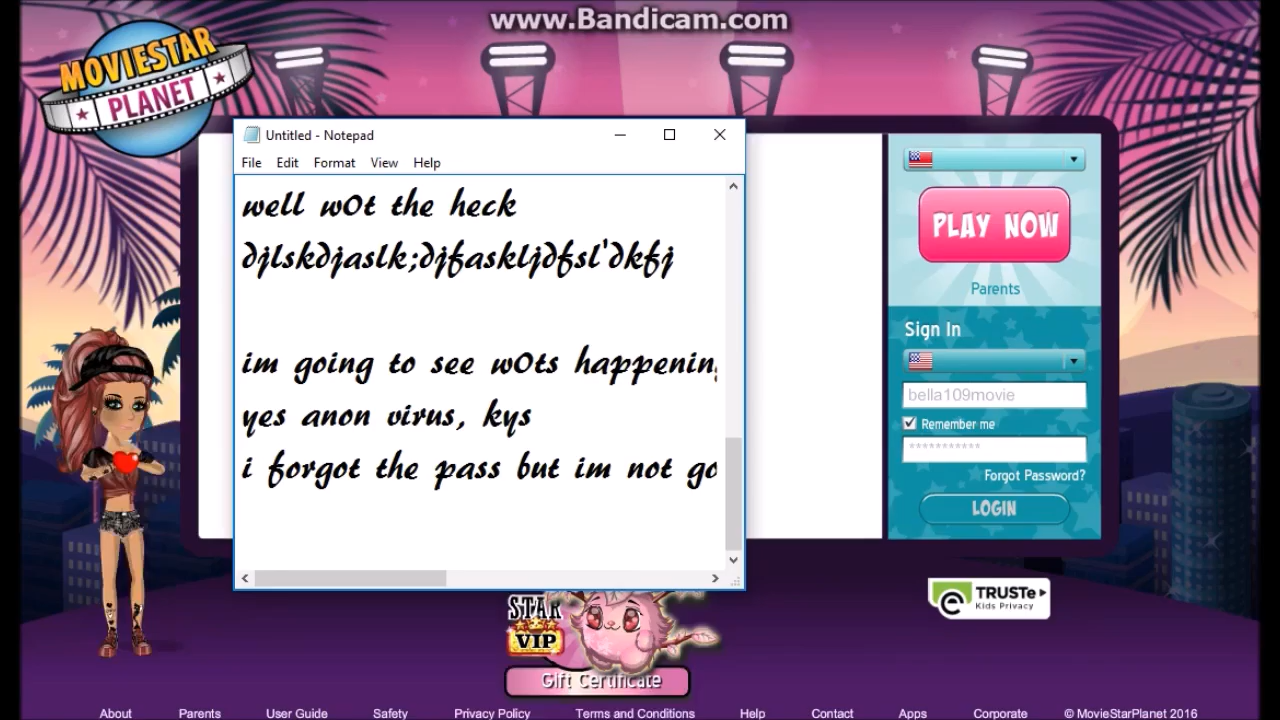 www.Bandicam.com
MOVIESTAR
PLANET
Untitled - Notepad
File Edit Format View Help
well w0t the heck
djlskdjaslk;djfaskljdfsl'dkfj
im going to see w0ts happening
yes anon virus, kys
i forgot the pass but im not go
PLAY NOW
Parents
Sign In
bella109movie
Remember me
***********
Forgot Password?
LOGIN
TRUSTe
Kids Privacy
STAR
VIP
Gift Certificate
About Parents User Guide Safety Privacy Policy Terms and Conditions Help Contact Apps Corporate © MovieStarPlanet 2016